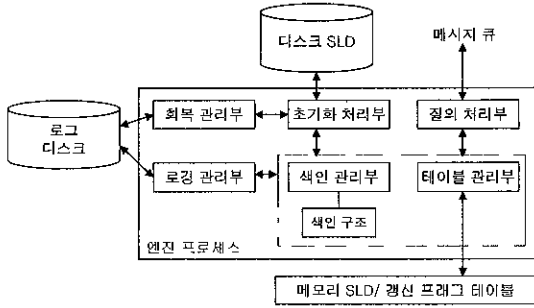 디스크 SLD
메시지 큐
로그
디스크
회복 관리부
초기화 처리부
질의 처리부
로깅 관리부
색인 관리부
테이블 관리부
색인 구조
엔진 프로세스
메모리 SLD/ 갱신 프래그 테이블